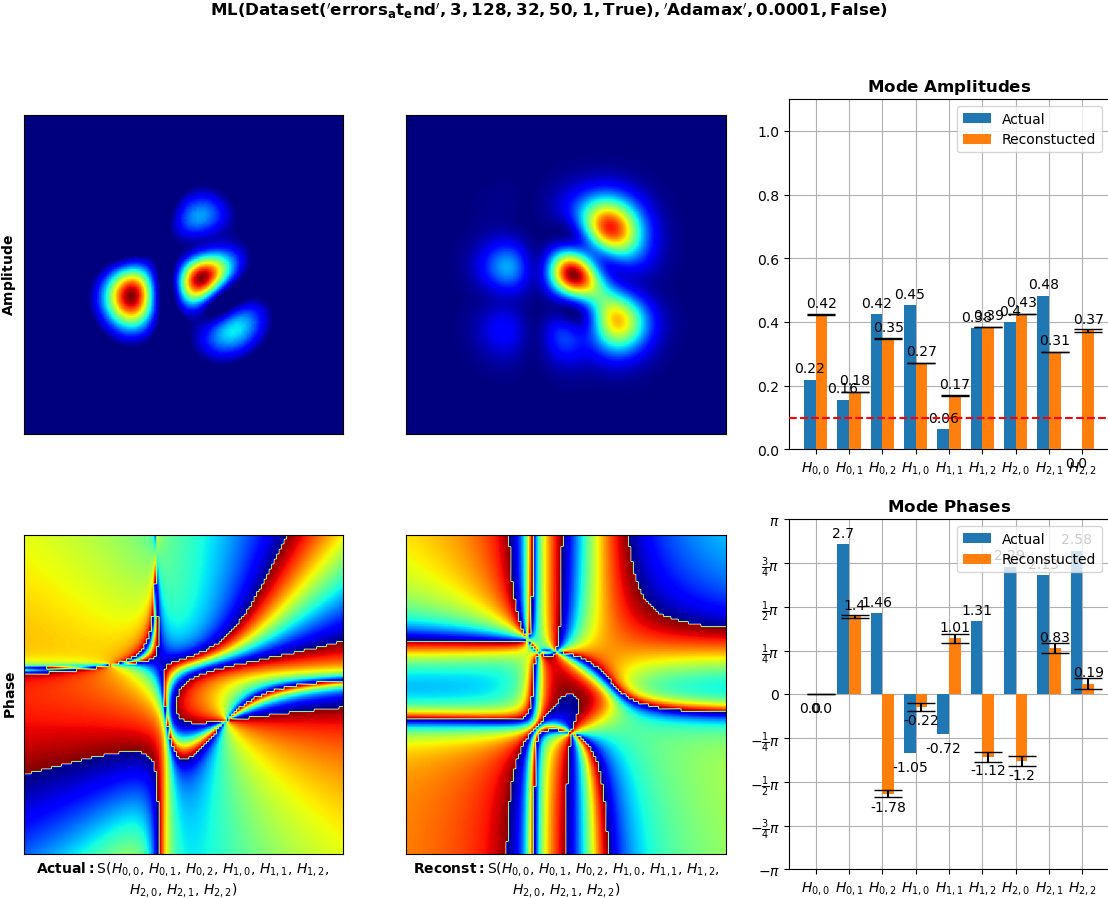 ML(Dataset('errors_at_end', 3, 128, 32, 50, 1, True), 'Adamax', 0.0001, False)
Mode Amplitudes
Amplitude
Actual
Reconstucted
1.0
0.8
0.6
0.4
0.2
0.0
0.22
0.42
0.16
0.18
0.42
0.35
0.45
0.27
0.06
0.17
0.38
0.39
0.4
0.43
0.48
0.31
0.0
0.37
H0,0 H0,1 H0,2 H1,0 H1,1 H1,2 H2,0 H2,1 H2,2
Mode Phases
Phase
Actual
Reconstucted
π
3/4π
1/2π
1/4π
0
−1/4π
−1/2π
−3/4π
−π
0.0
0.0
2.7
1.4
1.46
-1.78
-1.05
-0.22
-0.72
1.01
1.31
-1.12
-1.2
0.83
2.58
0.19
H0,0 H0,1 H0,2 H1,0 H1,1 H1,2 H2,0 H2,1 H2,2
Actual: S(H0,0, H0,1, H0,2, H1,0, H1,1, H1,2,
H2,0, H2,1, H2,2)
Reconst: S(H0,0, H0,1, H0,2, H1,0, H1,1, H1,2,
H2,0, H2,1, H2,2)